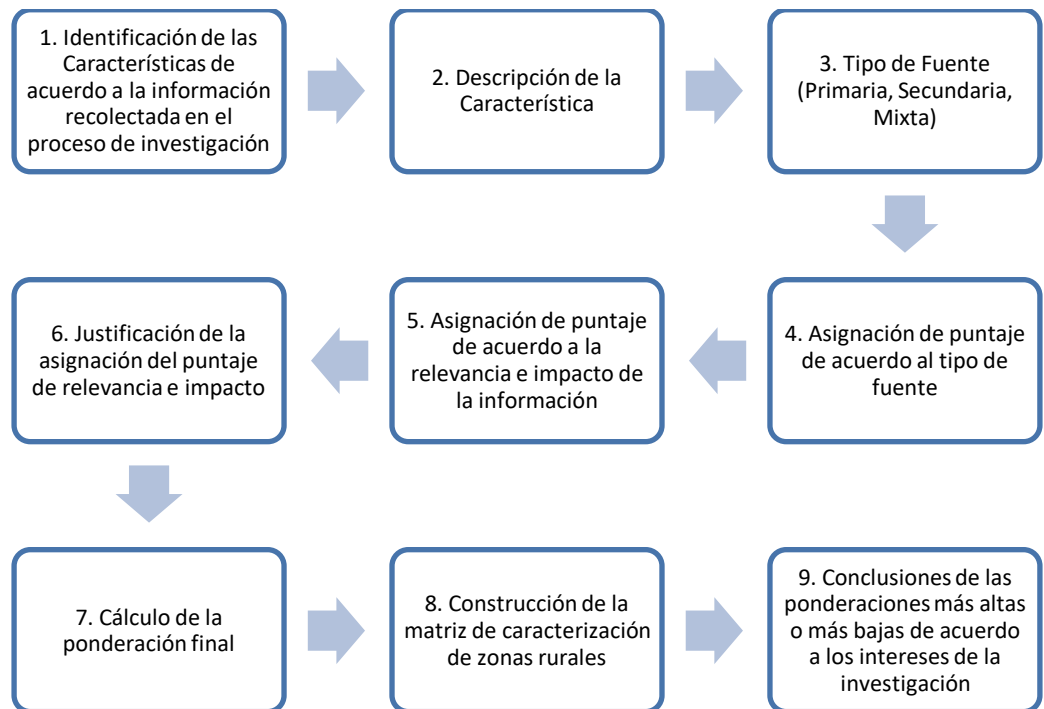 1. Identificación de las
Características de
acuerdo a la información
recolectada en el
proceso de investigación
2. Descripción de la
Característica
3. Tipo de Fuente
(Primaria, Secundaria,
Mixta)
4. Asignación de puntaje
de acuerdo al tipo de
fuente
5. Asignación de puntaje
de acuerdo a la
relevancia e impacto de
la información
6. Justificación de la
asignación del puntaje
de relevancia e impacto
7. Cálculo de la
ponderación final
8. Construcción de la
matriz de caracterización
de zonas rurales
9. Conclusiones de las
ponderaciones más altas
o más bajas de acuerdo
a los intereses de la
investigación